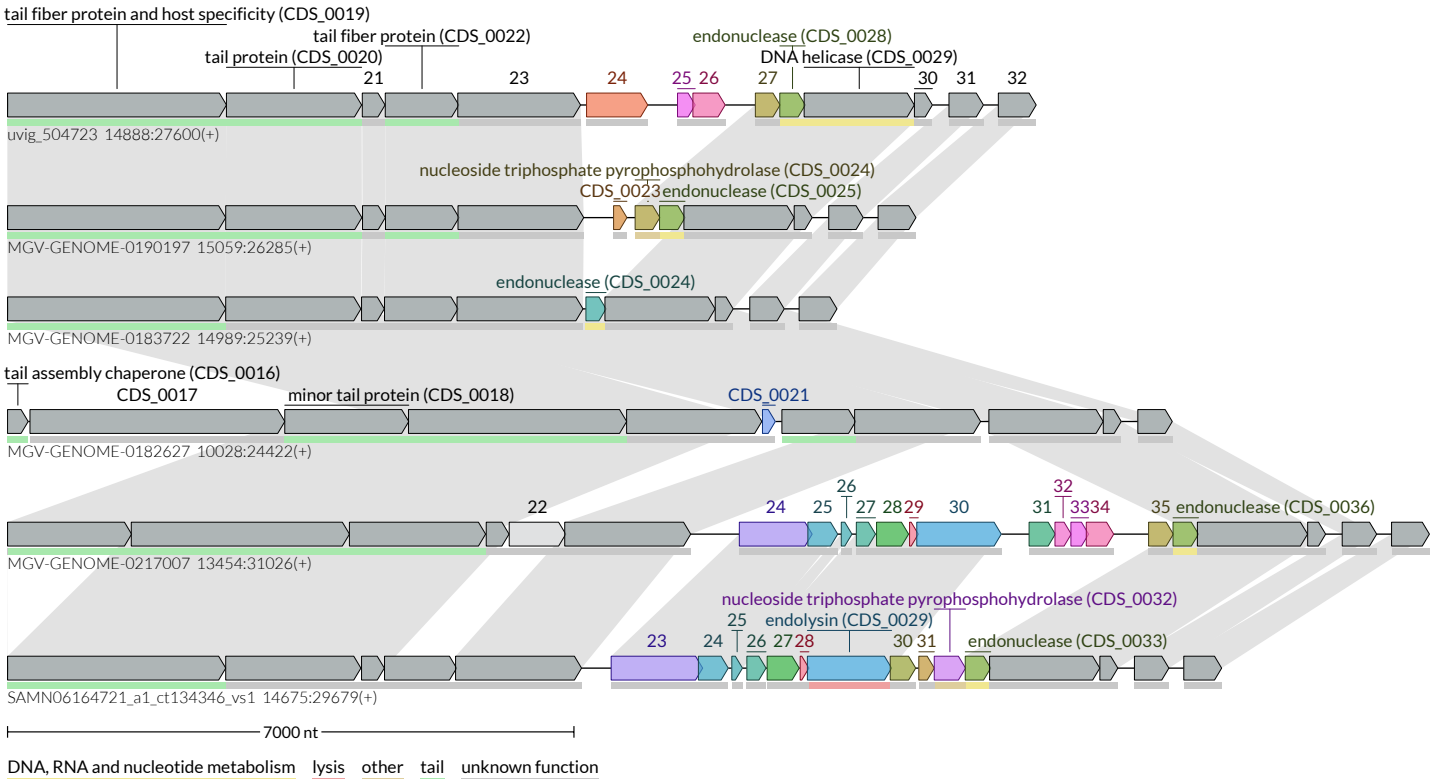 tail fiber protein and host specificity (CDS_0019)
tail fiber protein (CDS_0022) endonuclease (CDS_0028)
tail protein (CDS_0020) DNA helicase (CDS_0029)
21 23 24 25 26 27 30 31 32
uvig_504723 14888:27600(+)
nucleoside triphosphate pyrophosphohydrolase (CDS_0024)
CDS_0023 endonuclease (CDS_0025)
MGV-GENOME-0190197 15059:26285(+)
endonuclease (CDS_0024)
MGV-GENOME-0183722 14989:25239(+)
tail assembly chaperone (CDS_0016)
CDS_0017 minor tail protein (CDS_0018) CDS_0021
MGV-GENOME-0182627 10028:24422(+)
26 32
22 24 25 27 28 29 30 31 33 34 35 endonuclease (CDS_0036)
MGV-GENOME-0217007 13454:31026(+)
nucleoside triphosphate pyrophosphohydrolase (CDS_0032)
25 endolysin (CDS_0029)
23 24 26 27 28 30 31 endonuclease (CDS_0033)
SAMN06164721_a1_ct134346_vs1 14675:29679(+)
7000 nt
DNA, RNA and nucleotide metabolism lysis other tail unknown function